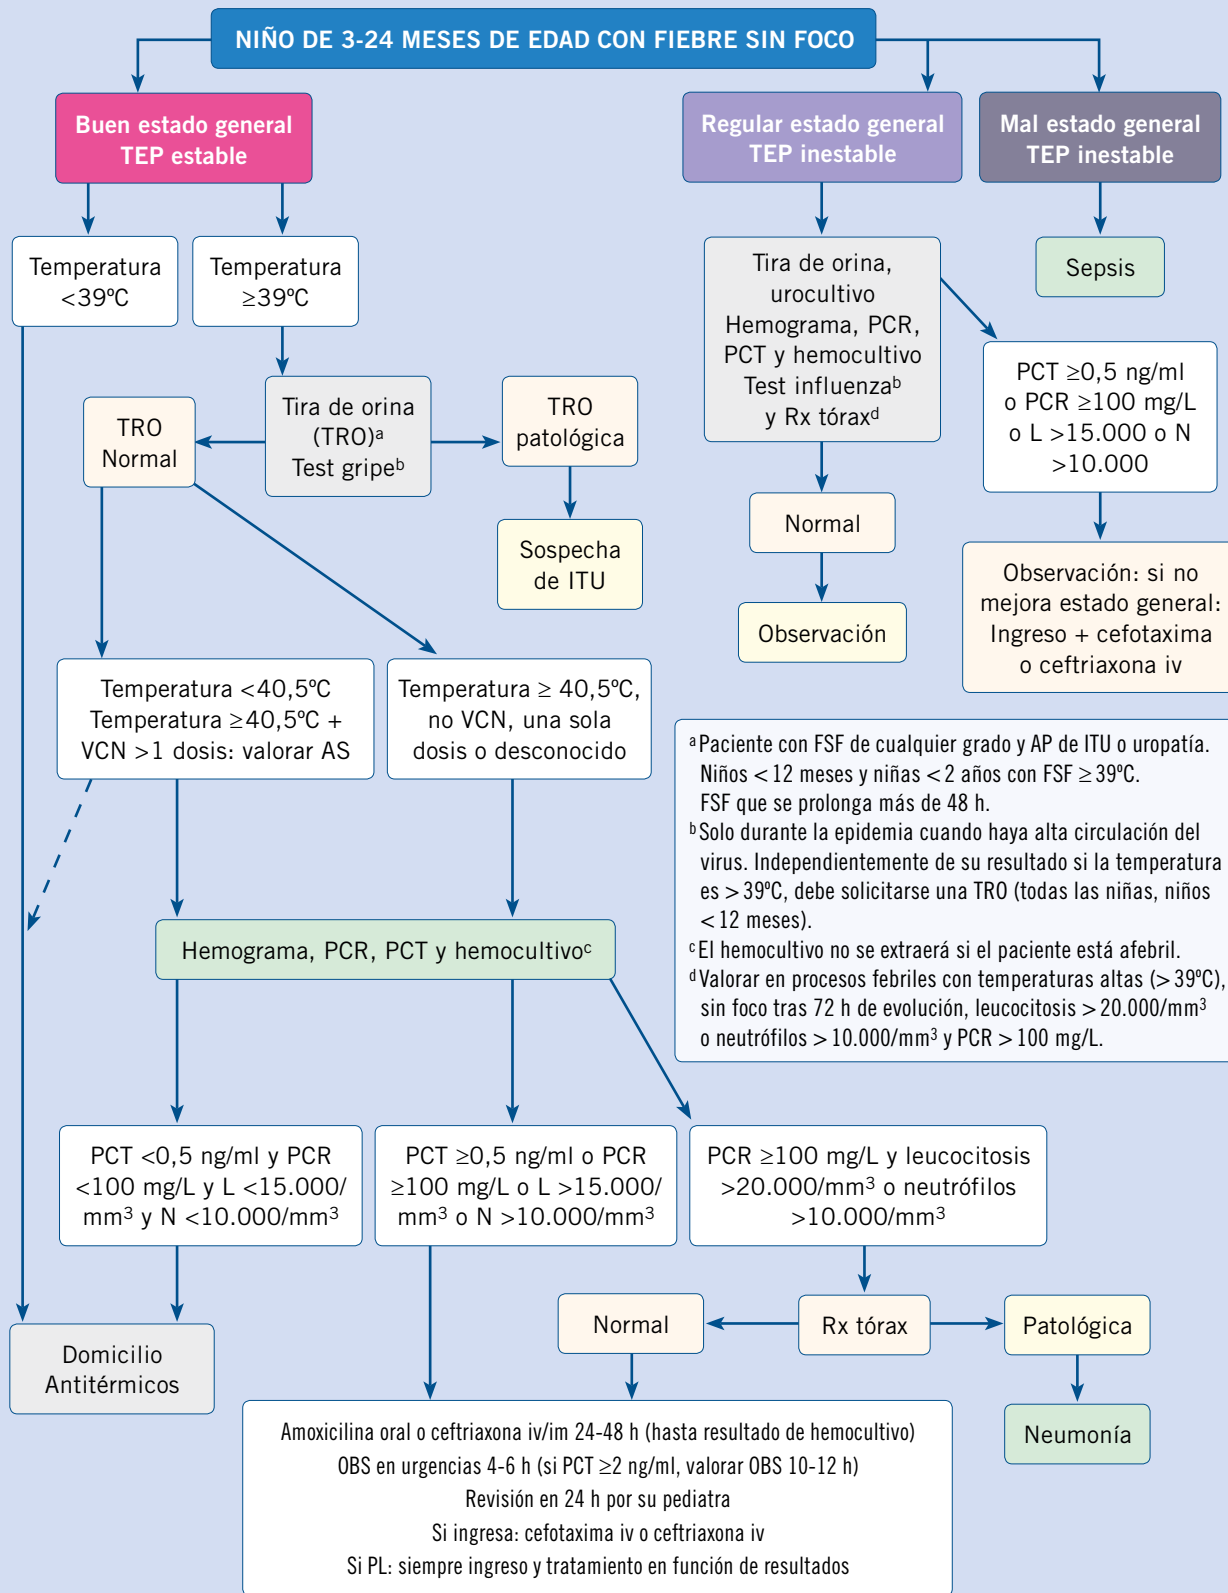 NIÑO DE 3-24 MESES DE EDAD CON FIEBRE SIN FOCO
Buen estado general
TEP estable
Regular estado general
TEP inestable
Mal estado general
TEP inestable
Temperatura
<39ºC
Temperatura
≥39ºC
Tira de orina,
urocultivo
Hemograma, PCR,
PCT y hemocultivo
Test influenzaᵇ
y Rx tóraxᵈ
Sepsis
PCT ≥0,5 ng/ml
o PCR ≥100 mg/L
o L >15.000 o N
>10.000
TRO
Normal
Tira de orina
(TRO)ᵃ
Test gripeᵇ
TRO
patológica
Sospecha
de ITU
Normal
Observación
Observación: si no
mejora estado general:
Ingreso + cefotaxima
o ceftriaxona iv
Temperatura <40,5ºC
Temperatura ≥40,5ºC +
VCN >1 dosis: valorar AS
Temperatura ≥ 40,5ºC,
no VCN, una sola
dosis o desconocido
ᵃ Paciente con FSF de cualquier grado y AP de ITU o uropatía.
Niños < 12 meses y niñas < 2 años con FSF ≥ 39ºC.
FSF que se prolonga más de 48 h.
ᵇ Solo durante la epidemia cuando haya alta circulación del
virus. Independientemente de su resultado si la temperatura
es > 39ºC, debe solicitarse una TRO (todas las niñas, niños
< 12 meses).
ᶜ El hemocultivo no se extraerá si el paciente está afebril.
ᵈ Valorar en procesos febriles con temperaturas altas (> 39ºC),
sin foco tras 72 h de evolución, leucocitosis > 20.000/mm³
o neutrófilos > 10.000/mm³ y PCR > 100 mg/L.
Hemograma, PCR, PCT y hemocultivoᶜ
PCT <0,5 ng/ml y PCR
<100 mg/L y L <15.000/
mm³ y N <10.000/mm³
PCT ≥0,5 ng/ml o PCR
≥100 mg/L o L >15.000/
mm³ o N >10.000/mm³
PCR ≥100 mg/L y leucocitosis
>20.000/mm³ o neutrófilos
>10.000/mm³
Normal
Rx tórax
Patológica
Domicilio
Antitérmicos
Neumonía
Amoxicilina oral o ceftriaxona iv/im 24-48 h (hasta resultado de hemocultivo)
OBS en urgencias 4-6 h (si PCT ≥2 ng/ml, valorar OBS 10-12 h)
Revisión en 24 h por su pediatra
Si ingresa: cefotaxima iv o ceftriaxona iv
Si PL: siempre ingreso y tratamiento en función de resultados